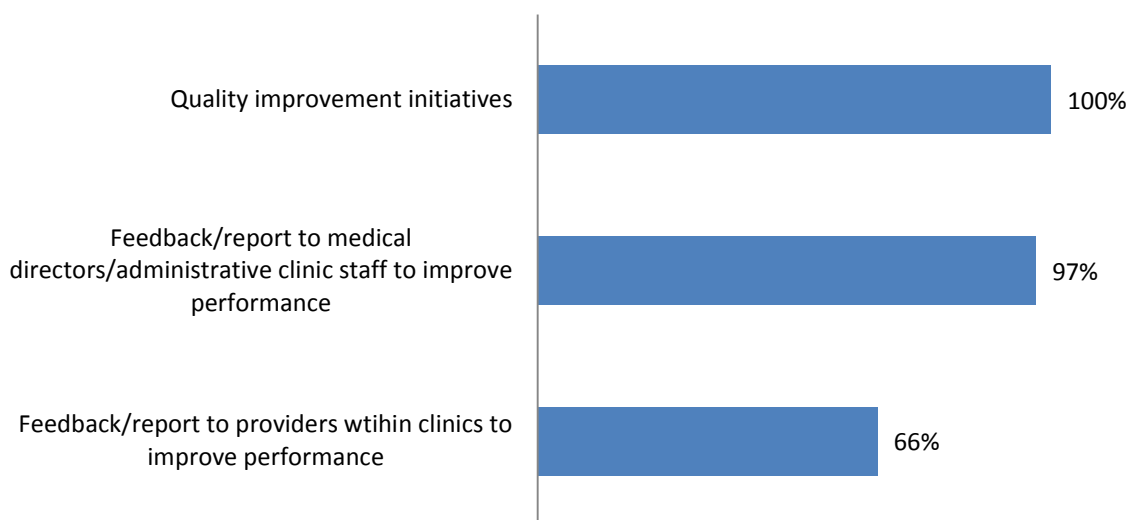 Quality improvement initiatives
100%
Feedback/report to medical
directors/administrative clinic staff to improve
performance
97%
Feedback/report to providers wtihin clinics to
improve performance
66%